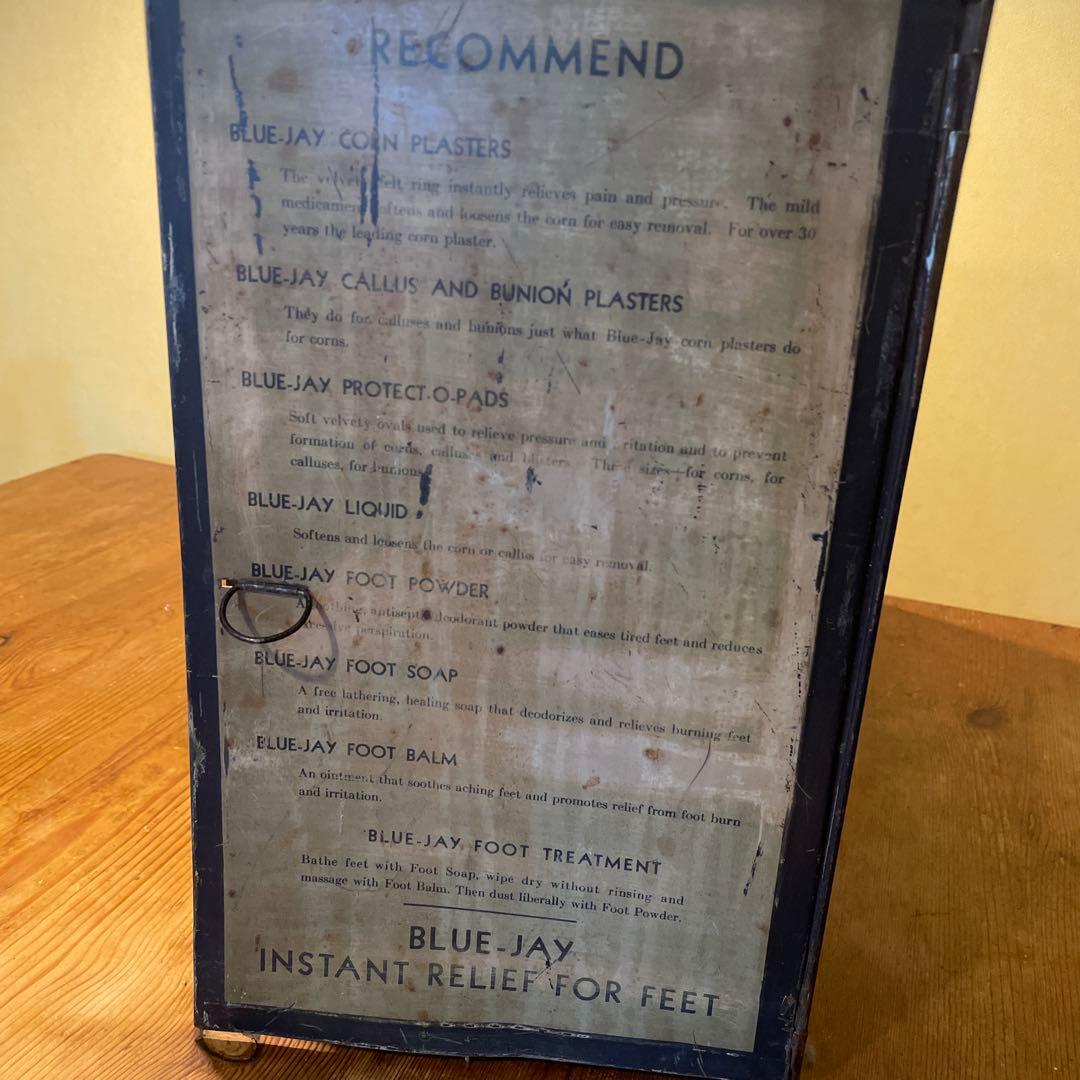 RECOMMEND
BLUE-JAY CORN PLASTERS
The velvety felt ring instantly relieves pain and pressure. The mild
medicament softens and loosens the corn for easy removal. For over 30
years the leading corn plaster.
BLUE-JAY CALLUS AND BUNION PLASTERS
They do for calluses and bunions just what Blue-Jay corn plasters do
for corns.
BLUE-JAY PROTECT-O-PADS
Soft velvety ovals used to relieve pressure and irritation and to prevent
formation of corns, calluses and blisters. Three sizes—for corns, for
calluses, for bunions.
BLUE-JAY LIQUID
Softens and loosens the corn or callus for easy removal.
BLUE-JAY FOOT POWDER
A soothing, antiseptic deodorant powder that eases tired feet and reduces
excessive perspiration.
BLUE-JAY FOOT SOAP
A free lathering, healing soap that deodorizes and relieves burning feet
and irritation.
BLUE-JAY FOOT BALM
An ointment that soothes aching feet and promotes relief from foot burn
and irritation.
BLUE-JAY FOOT TREATMENT
Bathe feet with Foot Soap, wipe dry without rinsing and
massage with Foot Balm. Then dust liberally with Foot Powder.
BLUE-JAY
INSTANT RELIEF FOR FEET